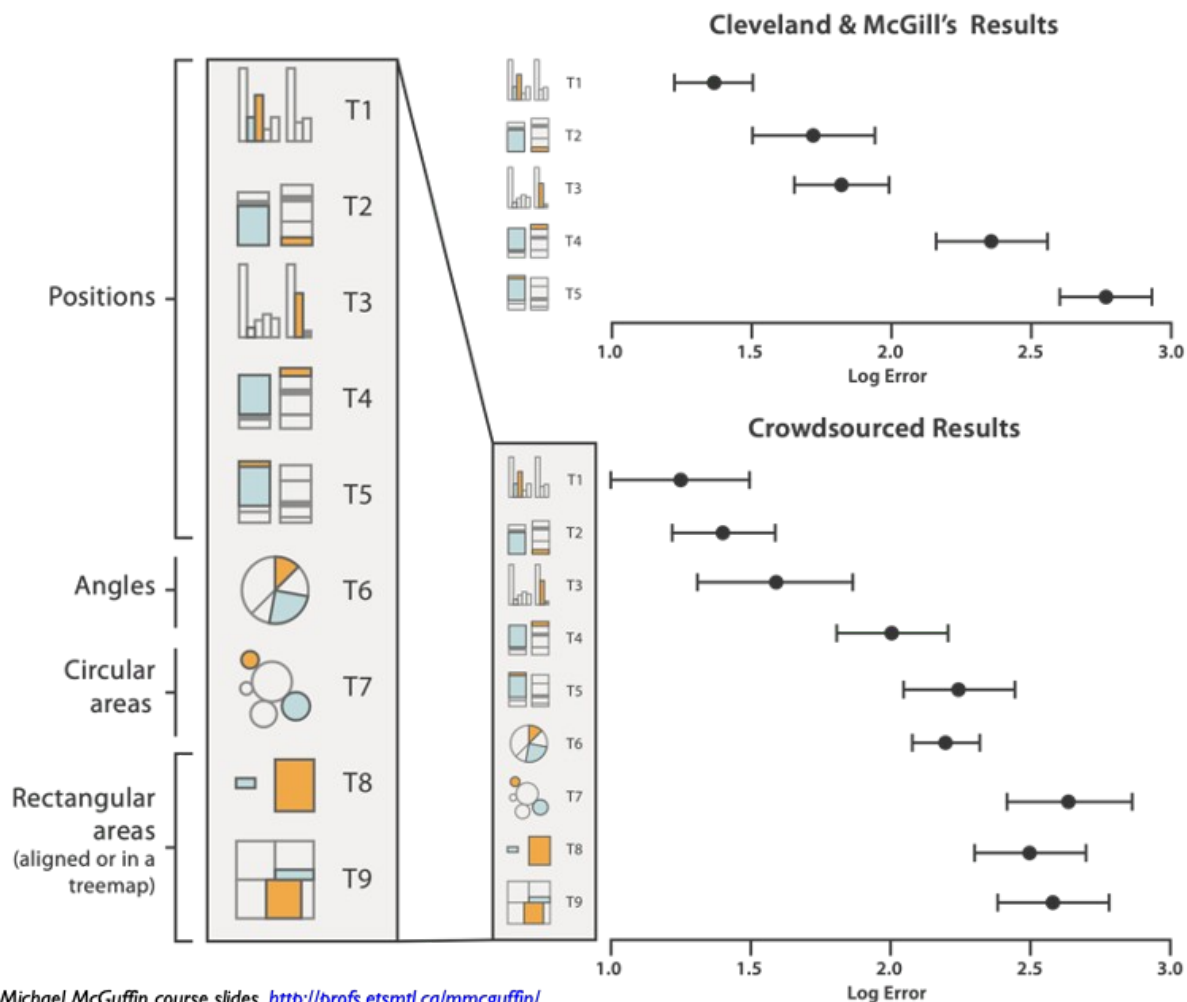 Cleveland & McGill's Results
T1
T2
T3
T4
T5
1.0 1.5 2.0 2.5 3.0
Log Error
Positions
T1
T2
T3
T4
T5
Angles
T6
Circular
areas
T7
Rectangular
areas
(aligned or in a
treemap)
T8
T9
Crowdsourced Results
T1
T2
T3
T4
T5
T6
T7
T8
T9
1.0 1.5 2.0 2.5 3.0
Log Error
Michael McGuffin course slides, http://profs.etsmtl.ca/mmcguffin/